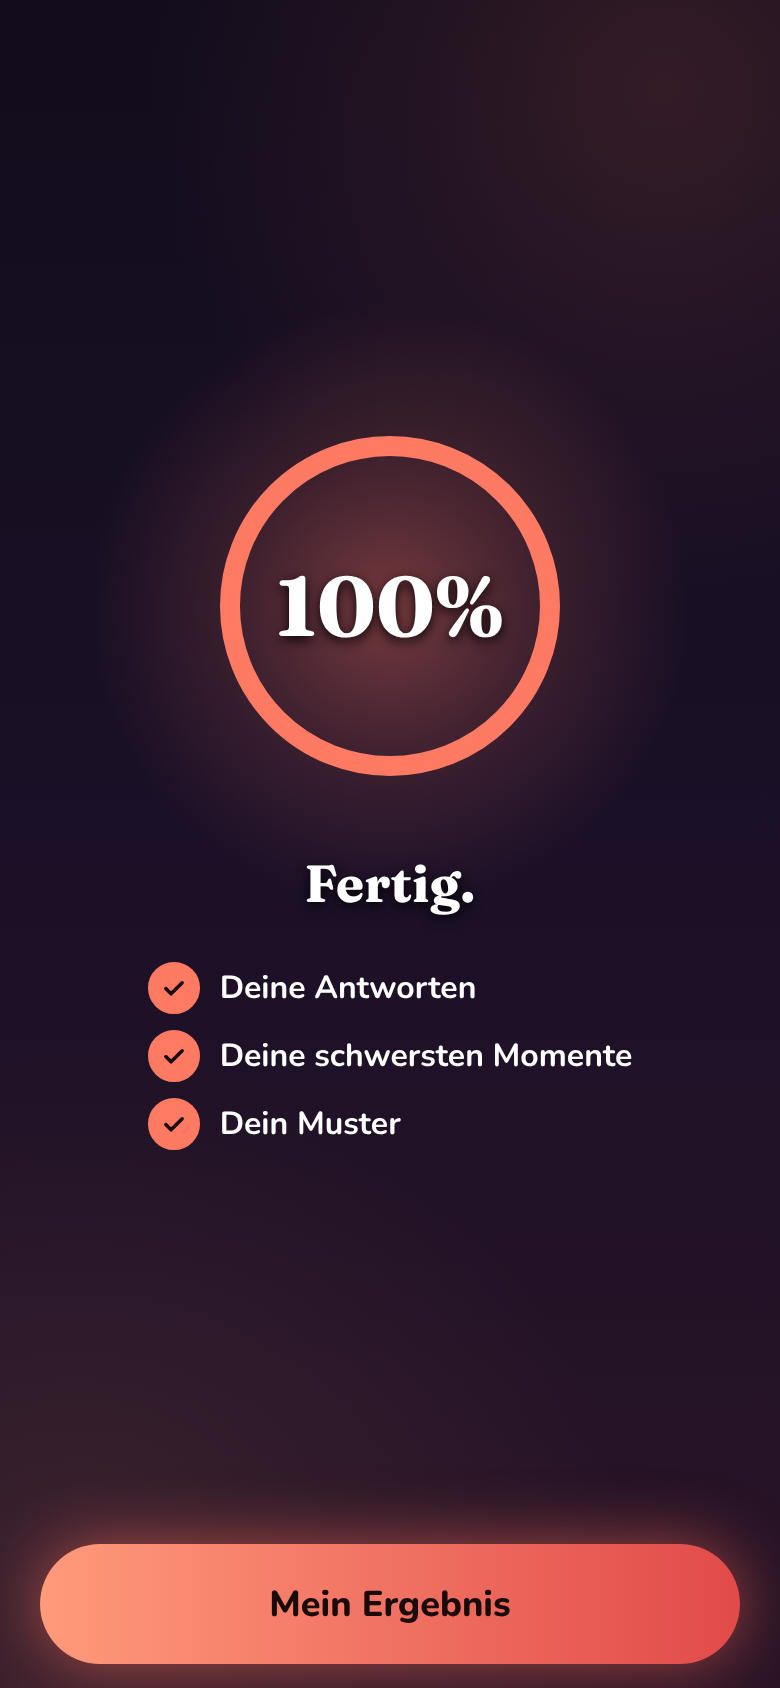 100%
Fertig.
Deine Antworten
Deine schwersten Momente
Dein Muster
Mein Ergebnis